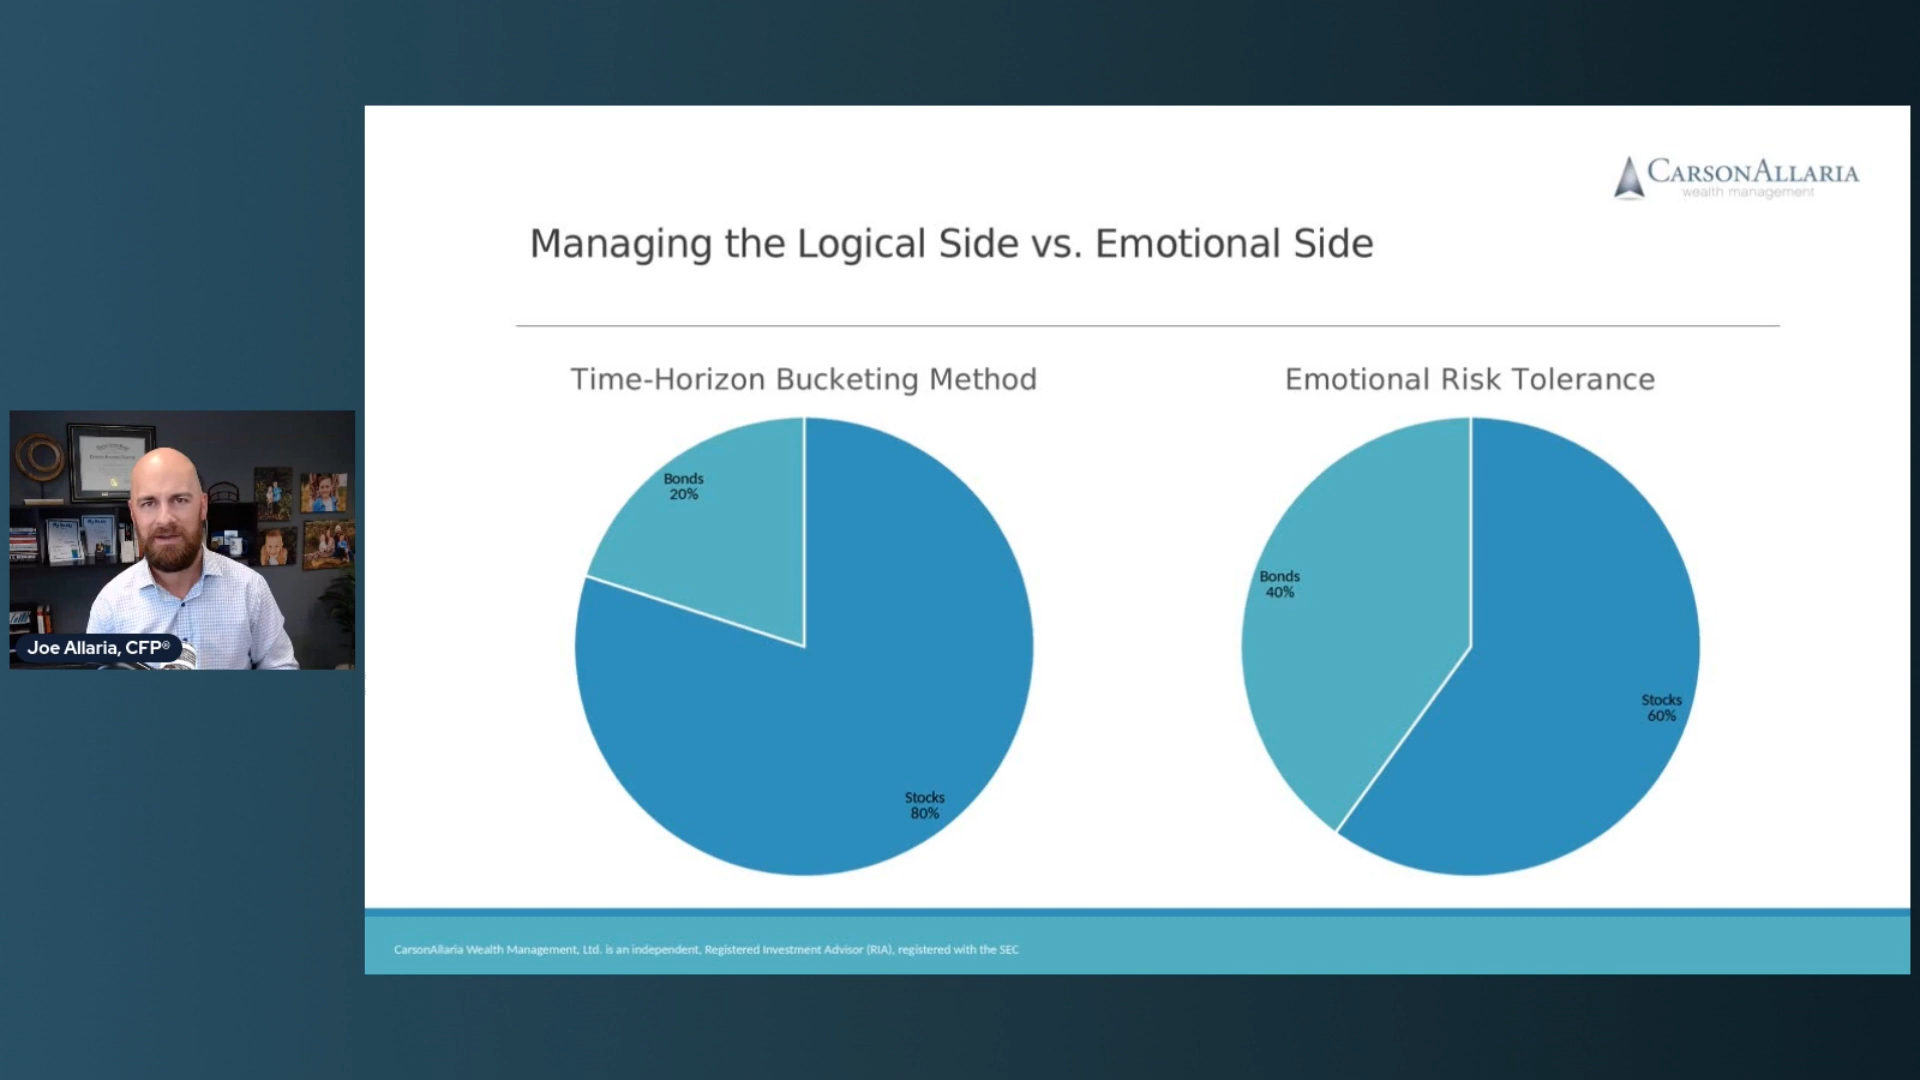 CARSONALLARIA
wealth management
Managing the Logical Side vs. Emotional Side
Time-Horizon Bucketing Method
Emotional Risk Tolerance
Bonds
20%
Stocks
80%
Bonds
40%
Stocks
60%
Joe Allaria, CFP®
CarsonAllaria Wealth Management, Ltd. is an independent, Registered Investment Advisor (RIA), registered with the SEC